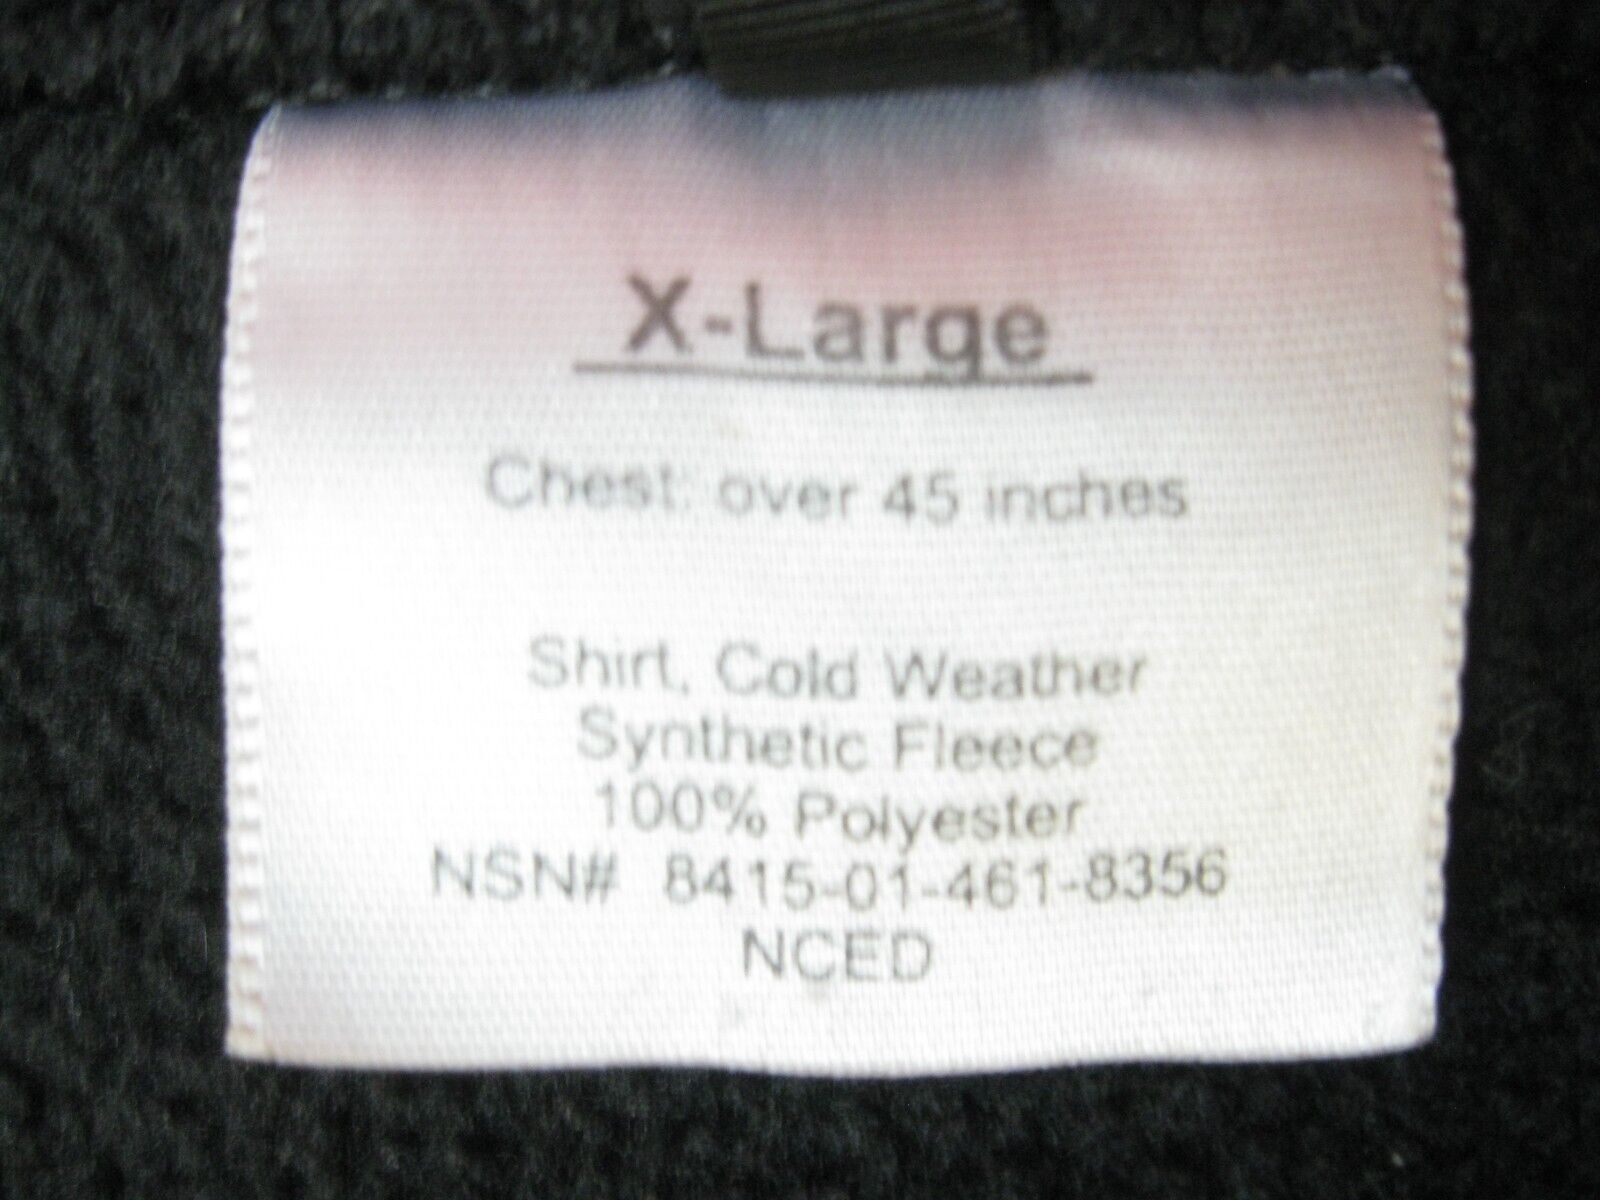 X-Large
Chest: over 45 inches
Shirt, Cold Weather
Synthetic Fleece
100% Polyester
NSN# 8415-01-461-8356
NCED